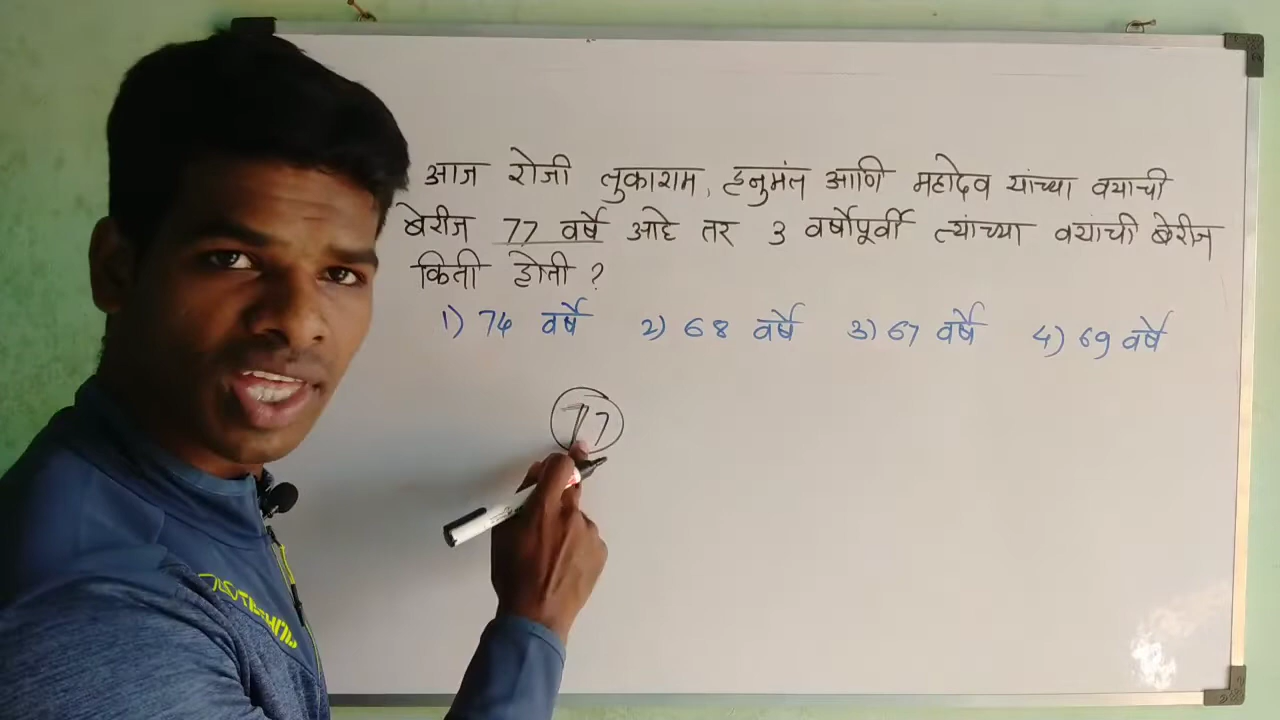 आज रोजी तुकाराम, हनुमंत आणि महादेव यांच्या वयाची
बेरीज 77 वर्षे आहे तर 3 वर्षांपूर्वी त्यांच्या वयाची बेरीज
किती होती ?
1) 74 वर्षे 2) 68 वर्षे 3) 67 वर्षे 4) 69 वर्षे
77